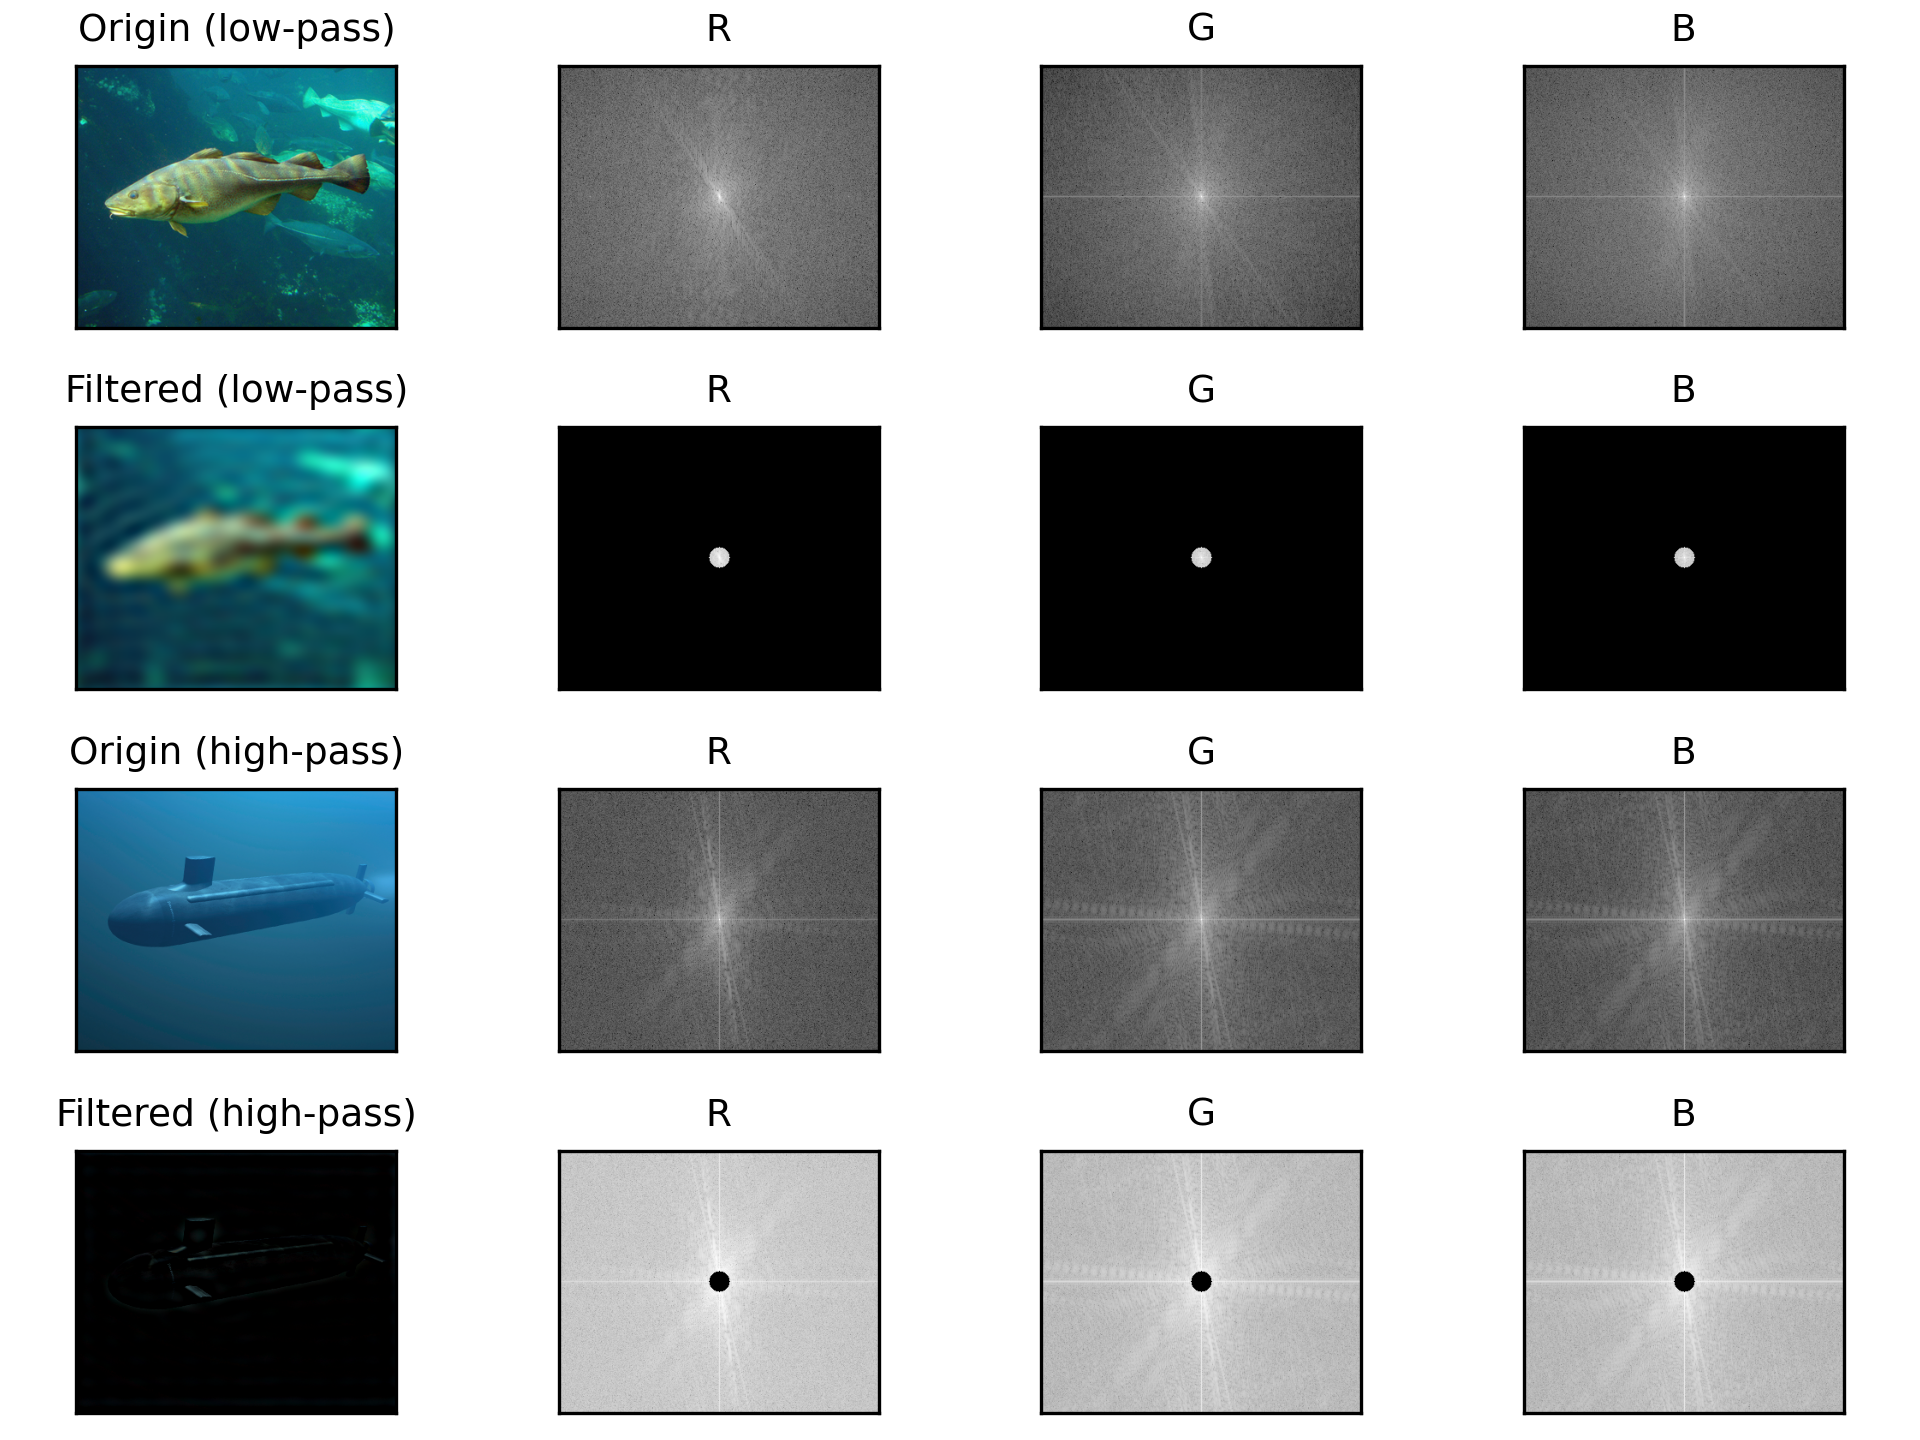 Origin (low-pass)
R
G
B
Filtered (low-pass)
R
G
B
Origin (high-pass)
R
G
B
Filtered (high-pass)
R
G
B